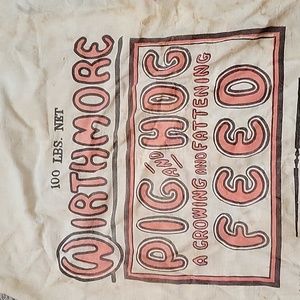 100 LBS. NET
WIRTHMORE
PIG AND HOG
A GROWING AND FATTENING
FEED